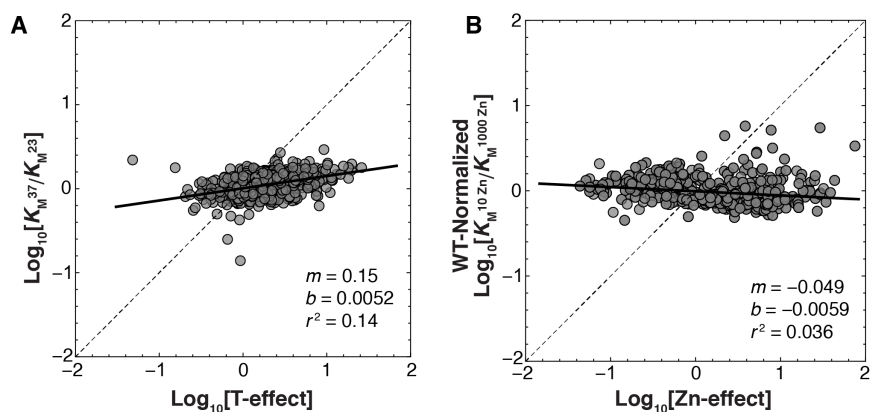 A
Log10[KM37/KM23]
2
1
0
−1
−2
−2
−1
0
1
2
Log10[T-effect]
m = 0.15
b = 0.0052
r2 = 0.14
B
WT-Normalized
Log10[KM10 Zn/KM1000 Zn]
2
1
0
−1
−2
−2
−1
0
1
2
Log10[Zn-effect]
m = −0.049
b = −0.0059
r2 = 0.036